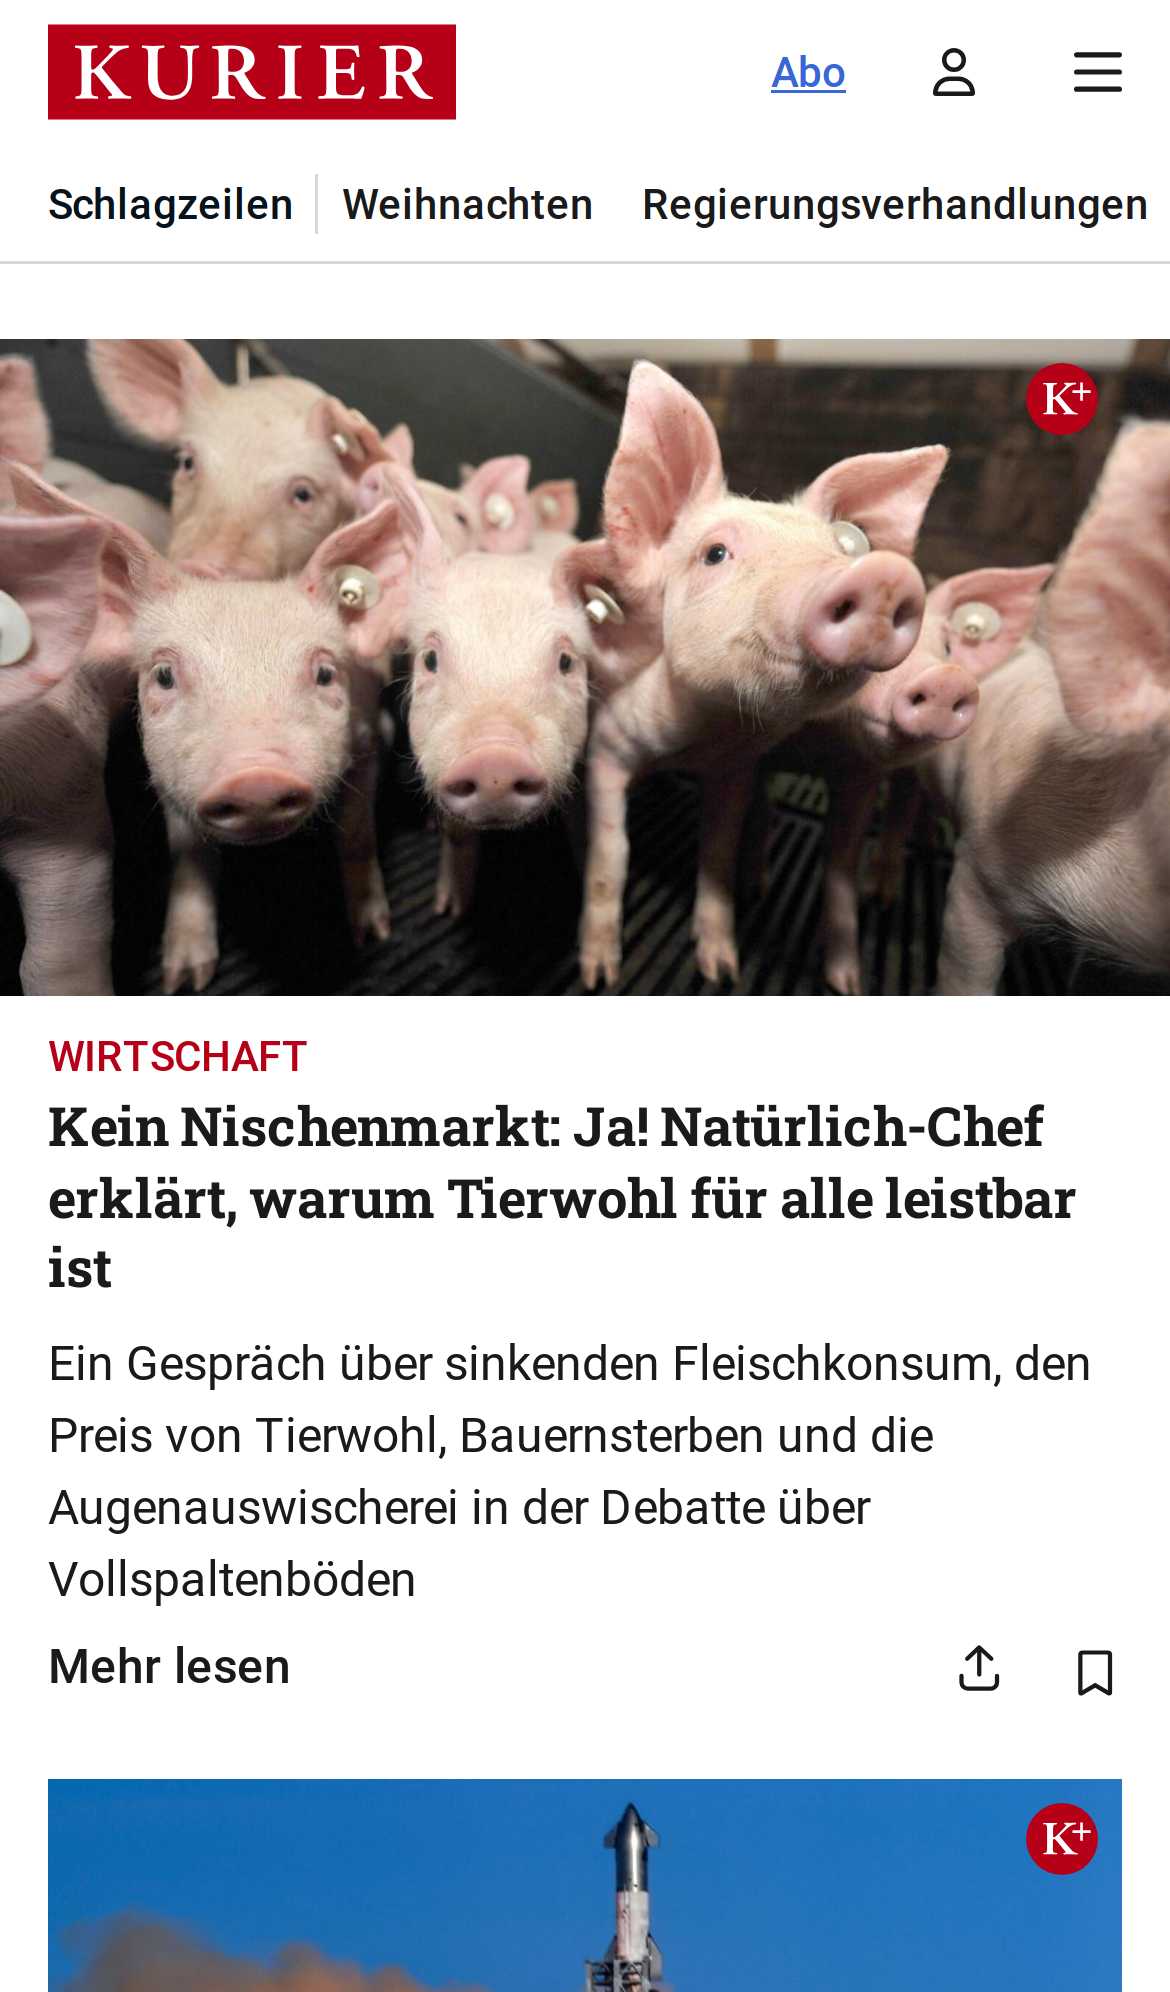 KURIER
Abo
Schlagzeilen
Weihnachten
Regierungsverhandlungen
K+
WIRTSCHAFT
Kein Nischenmarkt: Ja! Natürlich-Chef
erklärt, warum Tierwohl für alle leistbar
ist
Ein Gespräch über sinkenden Fleischkonsum, den
Preis von Tierwohl, Bauernsterben und die
Augenauswischerei in der Debatte über
Vollspaltenböden
Mehr lesen
K+